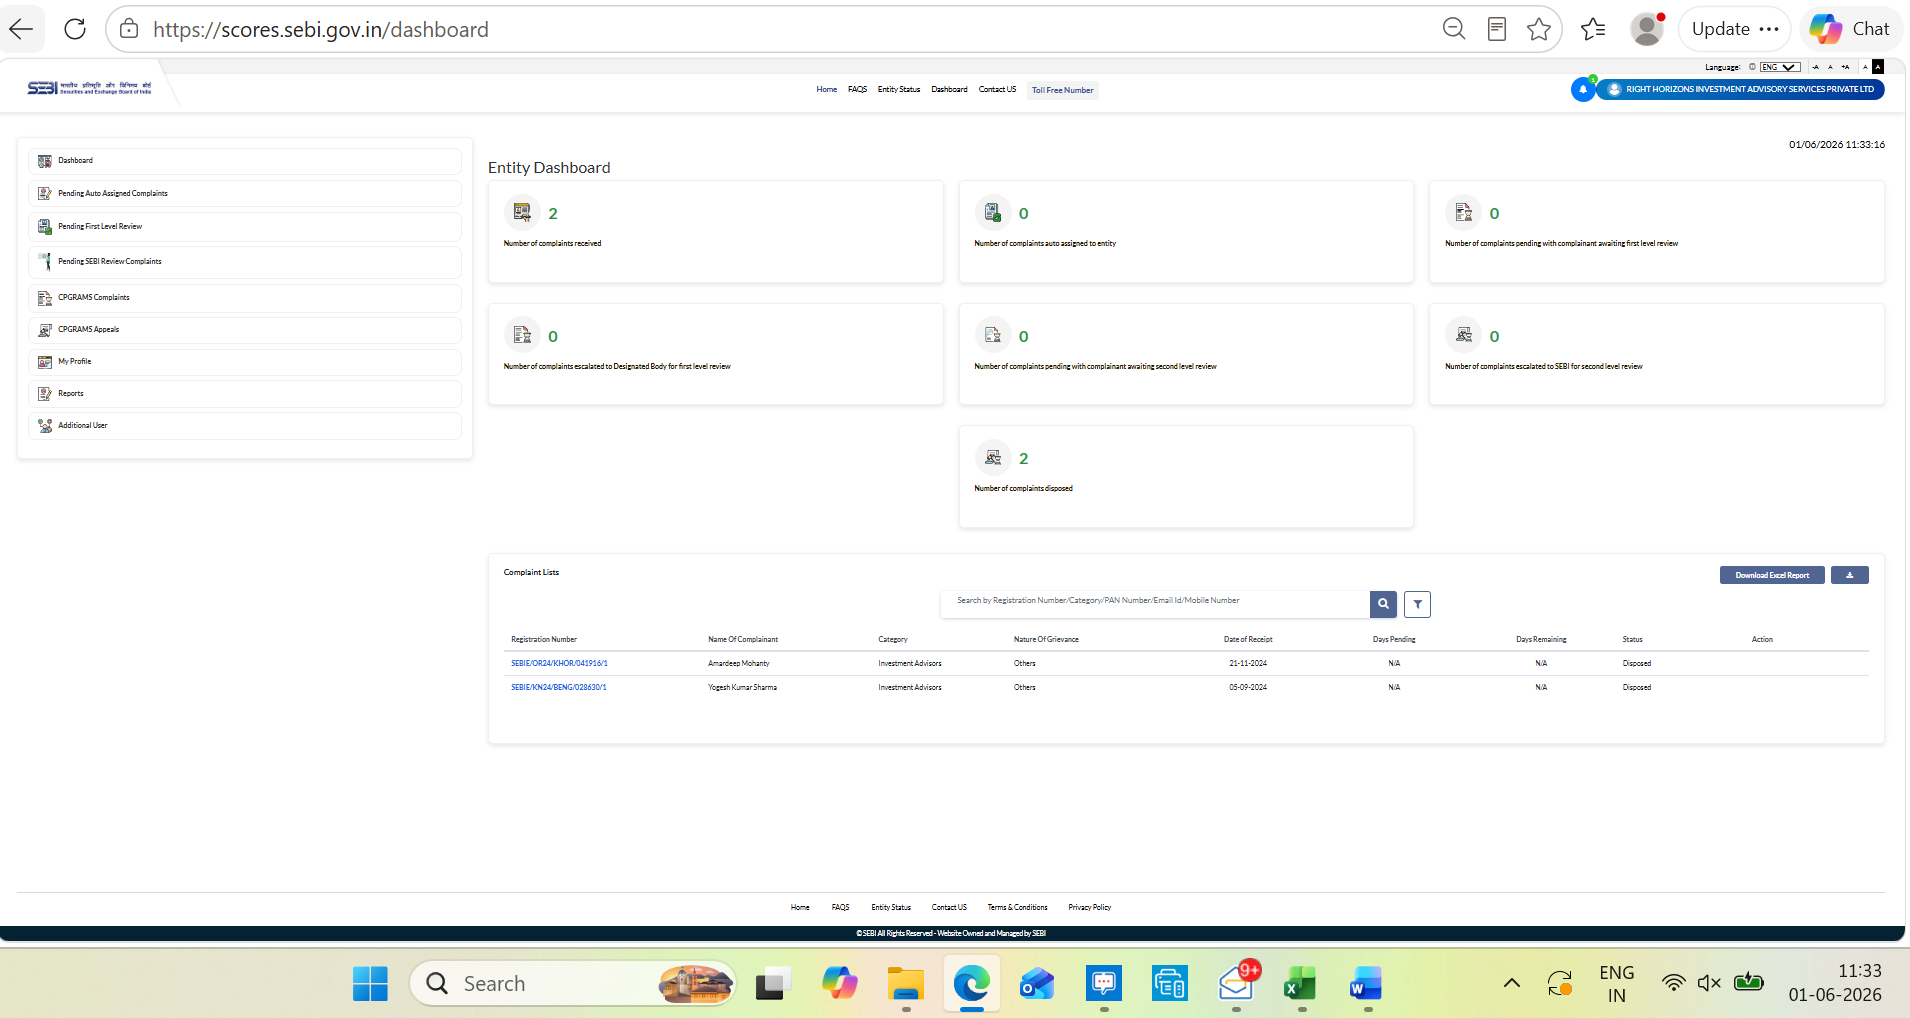 https://scores.sebi.gov.in/dashboard
Update
Chat
Language: ENG -A A +A A A
SEBI भारतीय प्रतिभूति और विनिमय बोर्ड
Securities and Exchange Board of India
Home FAQS Entity Status Dashboard Contact US Toll Free Number
1
RIGHT HORIZONS INVESTMENT ADVISORY SERVICES PRIVATE LTD
01/06/2026 11:33:16
Dashboard
Pending Auto Assigned Complaints
Pending First Level Review
Pending SEBI Review Complaints
CPGRAMS Complaints
CPGRAMS Appeals
My Profile
Reports
Additional User
Entity Dashboard
2
Number of complaints received
0
Number of complaints auto assigned to entity
0
Number of complaints pending with complainant awaiting first level review
0
Number of complaints escalated to Designated Body for first level review
0
Number of complaints pending with complainant awaiting second level review
0
Number of complaints escalated to SEBI for second level review
2
Number of complaints disposed
Complaint Lists
Download Excel Report
Search by Registration Number/Category/PAN Number/Email Id/Mobile Number
Registration Number Name Of Complainant Category Nature Of Grievance Date of Receipt Days Pending Days Remaining Status Action
SEBIE/OR24/KHOR/041916/1 Amardeep Mohanty Investment Advisors Others 21-11-2024 N/A N/A Disposed
SEBIE/KN24/BENG/028630/1 Yogesh Kumar Sharma Investment Advisors Others 05-09-2024 N/A N/A Disposed
Home FAQS Entity Status Contact US Terms & Conditions Privacy Policy
© SEBI All Rights Reserved - Website Owned and Managed by SEBI
Search
9+
ENG
IN
11:33
01-06-2026